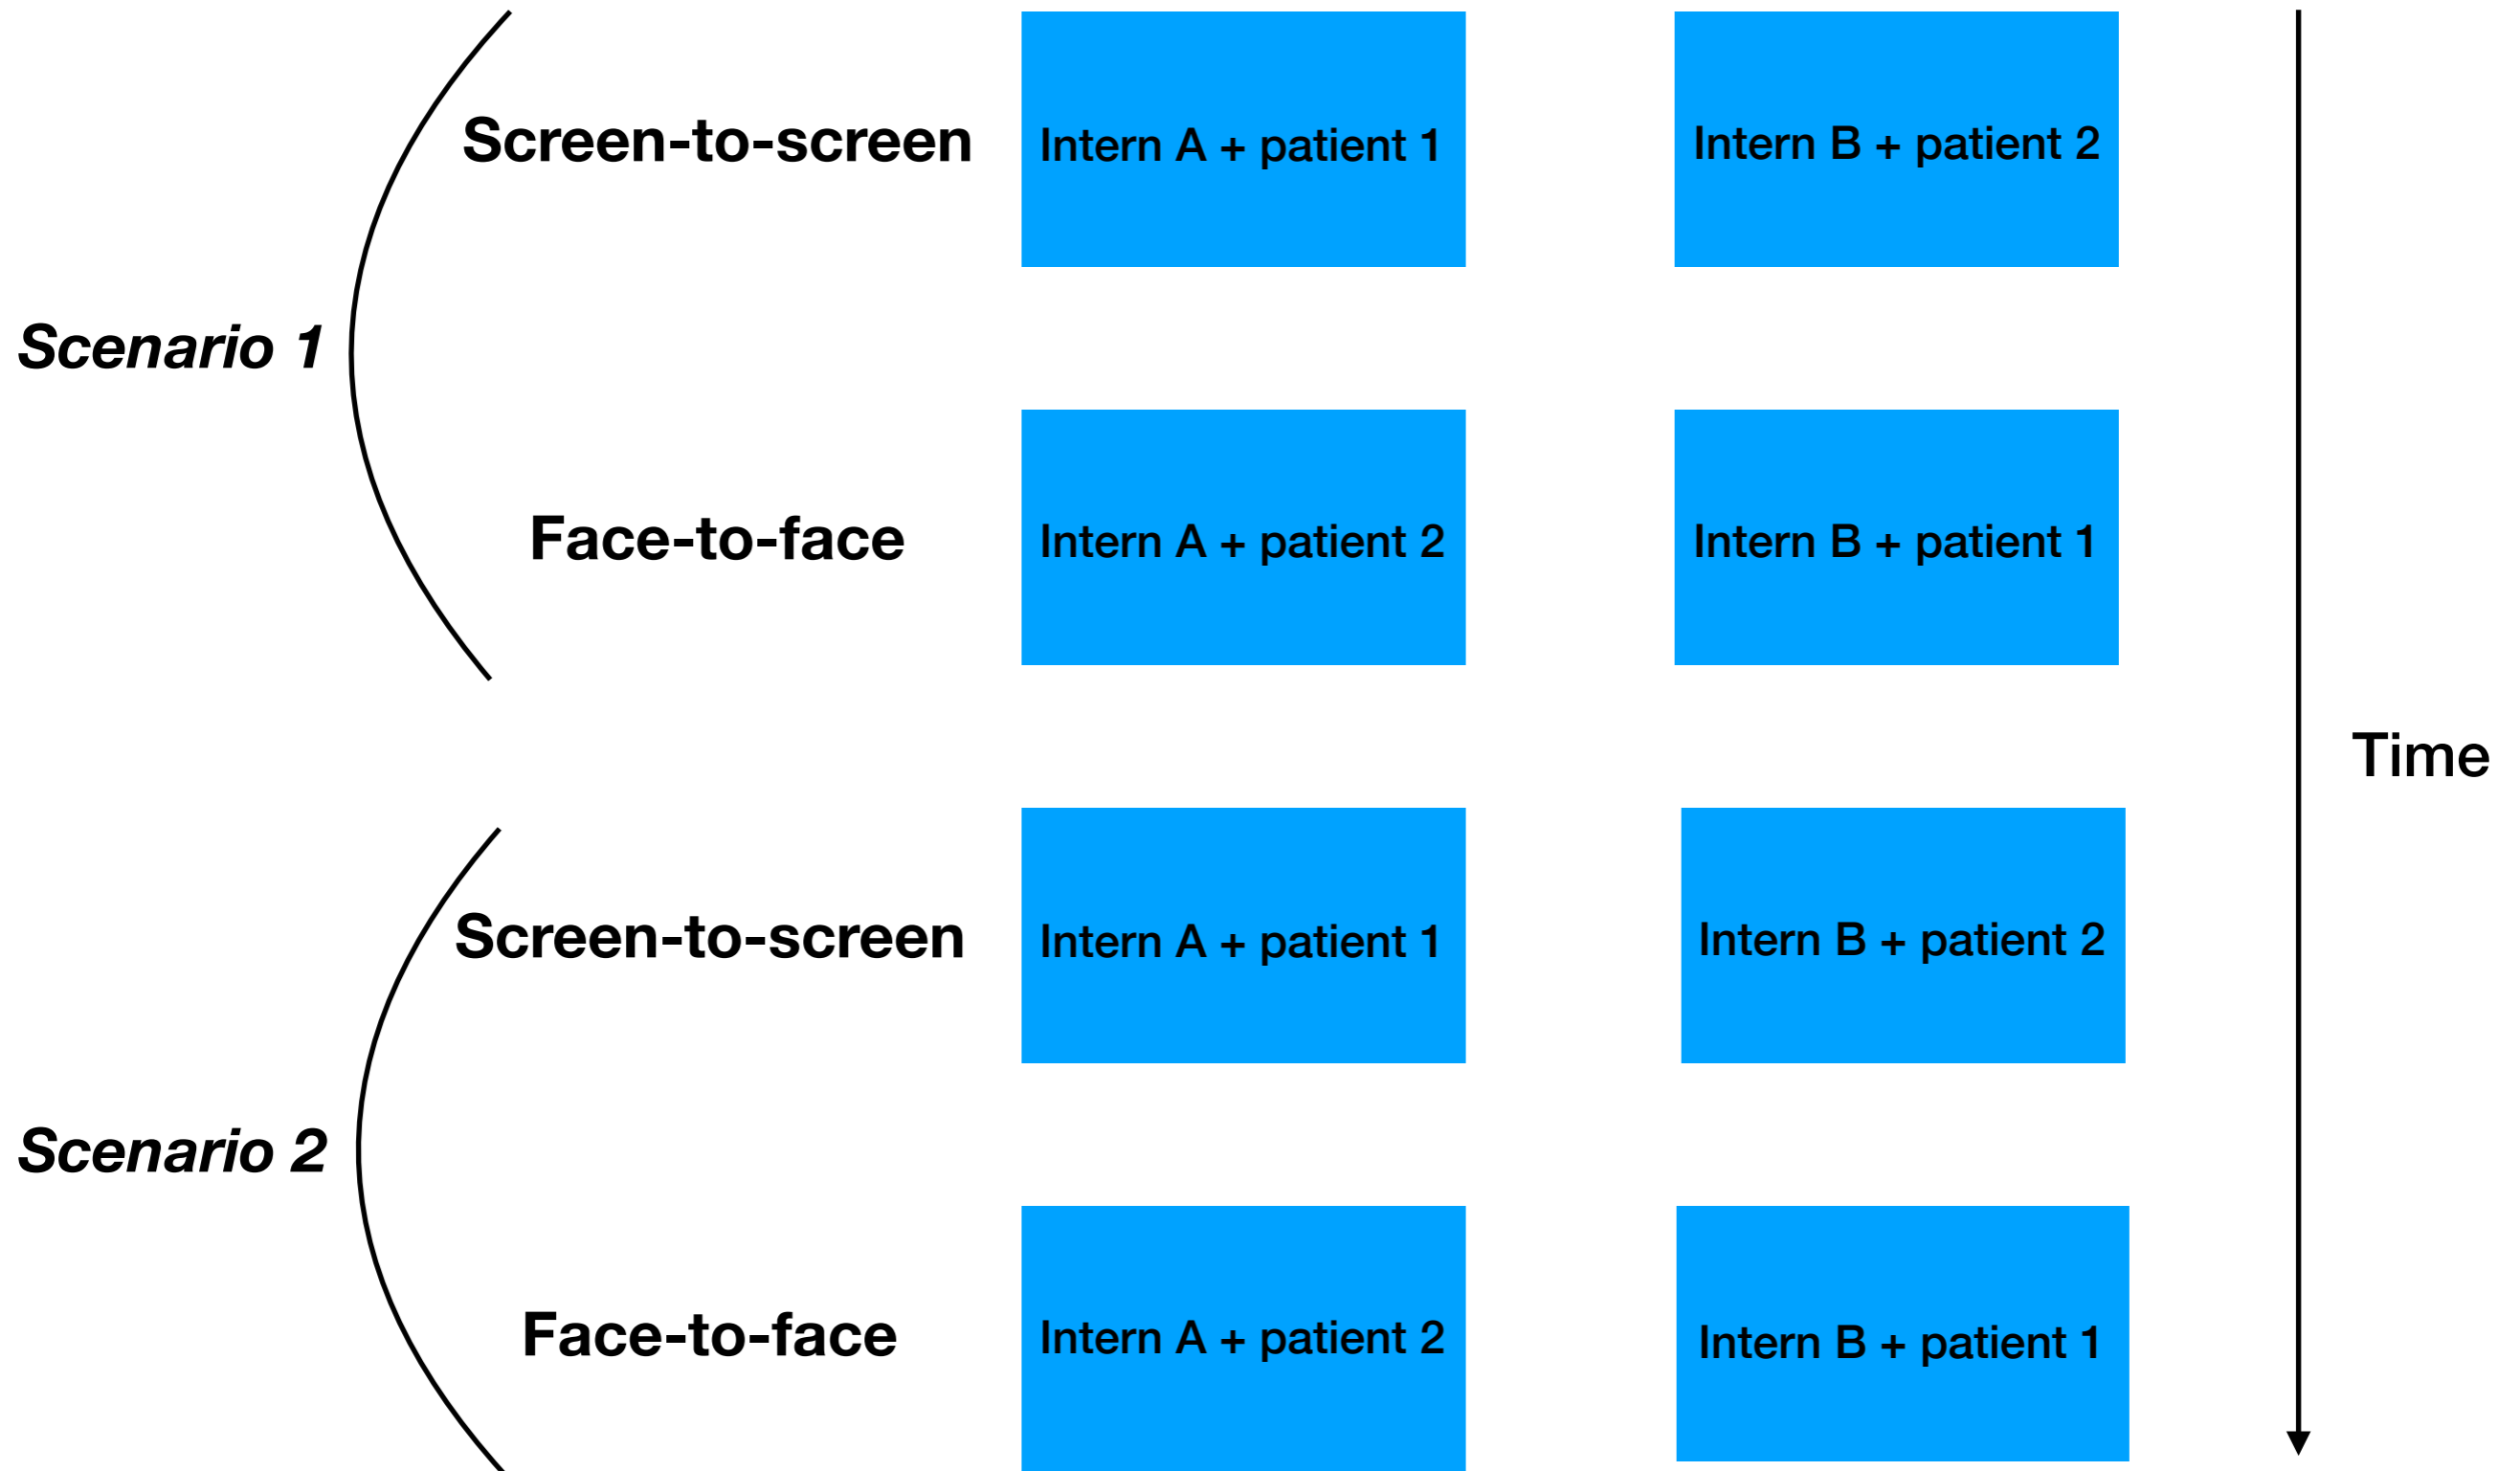 Screen-to-screen
Intern A + patient 1
Intern B + patient 2
Scenario 1
Face-to-face
Intern A + patient 2
Intern B + patient 1
Time
Screen-to-screen
Intern A + patient 1
Intern B + patient 2
Scenario 2
Face-to-face
Intern A + patient 2
Intern B + patient 1